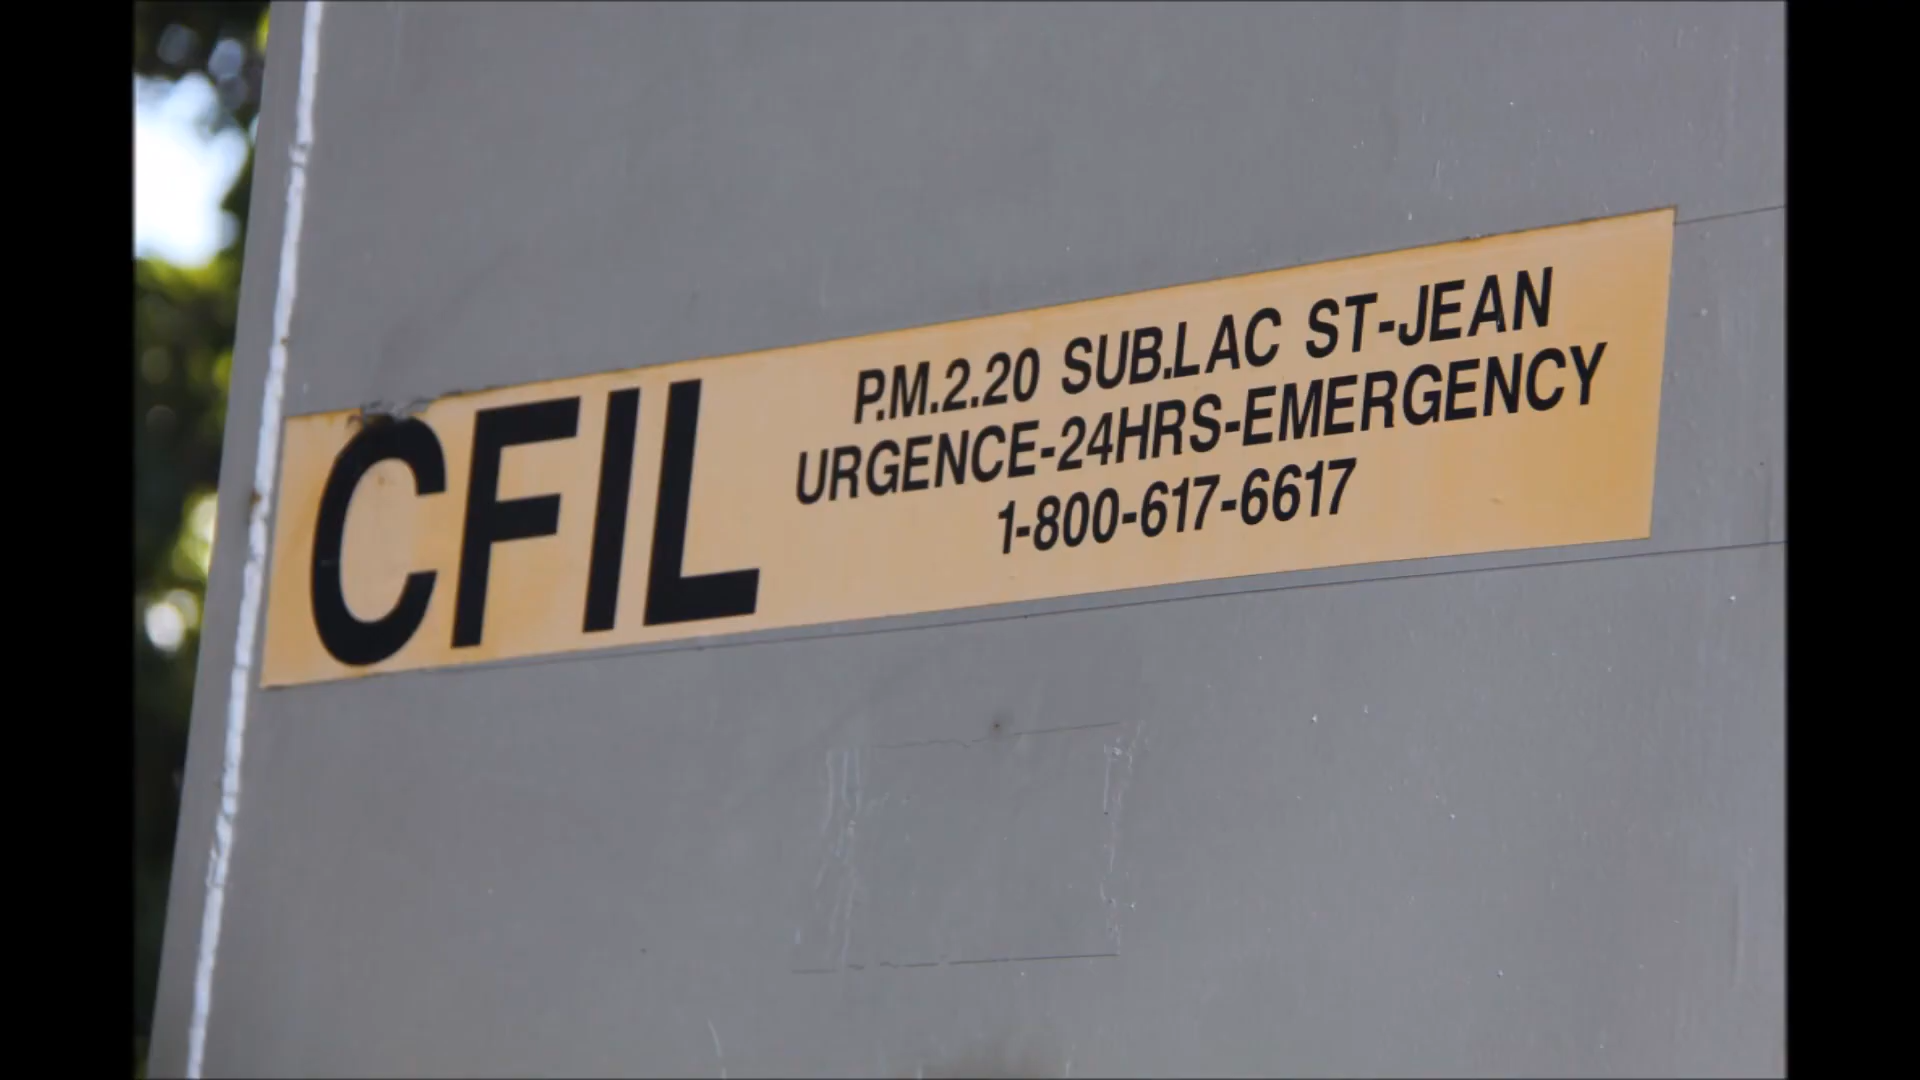 CFIL
P.M.2.20 SUB.LAC ST-JEAN
URGENCE-24HRS-EMERGENCY
1-800-617-6617